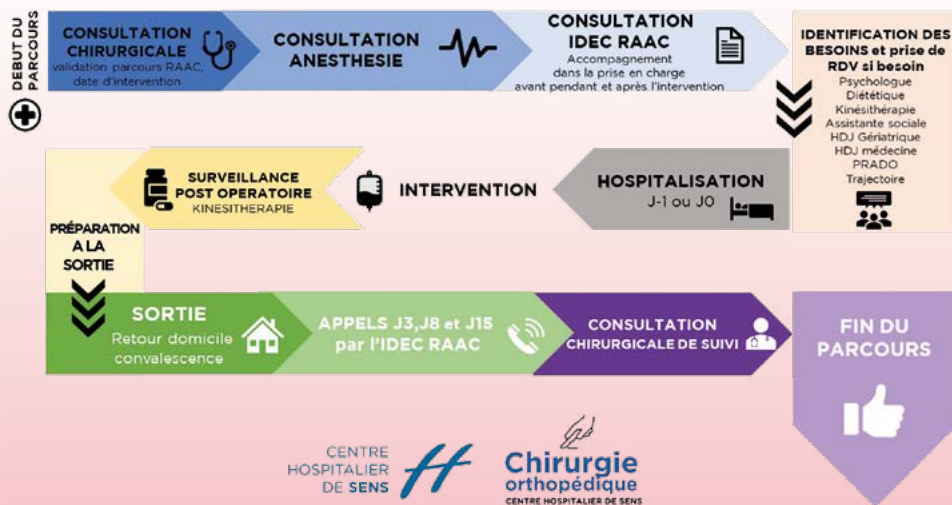 DEBUT DU
PARCOURS
CONSULTATION
CHIRURGICALE
validation parcours RAAC,
date d'intervention
CONSULTATION
ANESTHESIE
CONSULTATION
IDEC RAAC
Accompagnement
dans la prise en charge
avant pendant et après l'intervention
IDENTIFICATION DES
BESOINS et prise de
RDV si besoin
Psychologue
Diététique
Kinésithérapie
Assistante sociale
HDJ Gériatrique
HDJ médecine
PRADO
Trajectoire
HOSPITALISATION
J-1 ou J0
INTERVENTION
SURVEILLANCE
POST OPERATOIRE
KINESITHERAPIE
PRÉPARATION
A LA
SORTIE
SORTIE
Retour domicile
convalescence
APPELS J3,J8 et J15
par l'IDEC RAAC
CONSULTATION
CHIRURGICALE DE SUIVI
FIN DU
PARCOURS
CENTRE
HOSPITALIER
DE SENS
Chirurgie
orthopédique
CENTRE HOSPITALIER DE SENS